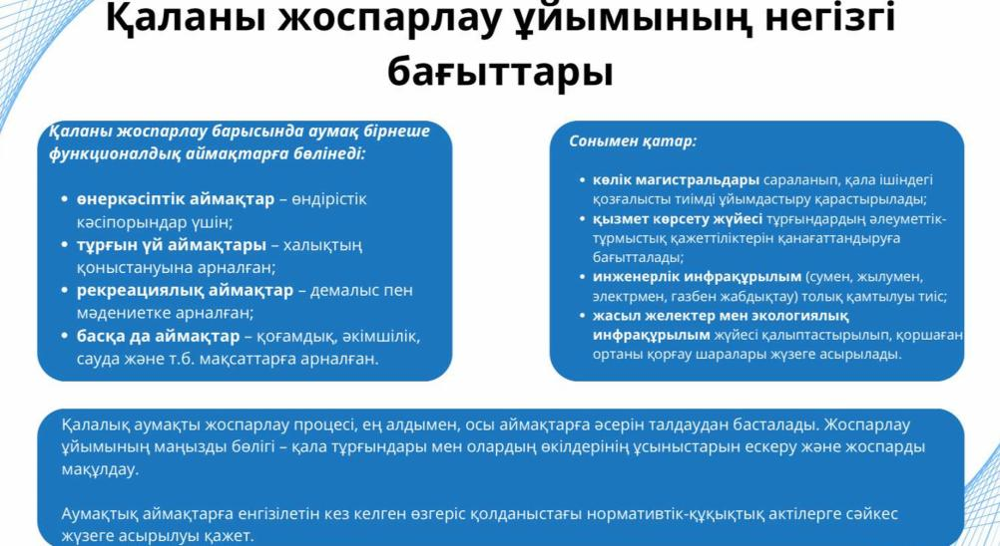 Қаланы жоспарлау ұйымының негізгі
бағыттары
Қаланы жоспарлау барысында аумақ бірнеше
функционалдық аймақтарға бөлінеді:
• өнеркәсіптік аймақтар – өндірістік
кәсіпорындар үшін;
• тұрғын үй аймақтары – халықтың
қоныстануына арналған;
• рекреациялық аймақтар – демалыс пен
мәдениетке арналған;
• басқа да аймақтар – қоғамдық, әкімшілік,
сауда және т.б. мақсаттарға арналған.
Сонымен қатар:
• көлік магистральдары сараланып, қала ішіндегі
қозғалысты тиімді ұйымдастыру қарастырылады;
• қызмет көрсету жүйесі тұрғындардың әлеуметтік-
тұрмыстық қажеттіліктерін қанағаттандыруға
бағытталады;
• инженерлік инфрақұрылым (сумен, жылумен,
электрмен, газбен жабдықтау) толық қамтылуы тиіс;
• жасыл желектер мен экологиялық
инфрақұрылым жүйесі қалыптастырылып, қоршаған
ортаны қорғау шаралары жүзеге асырылады.
Қалалық аумақты жоспарлау процесі, ең алдымен, осы аймақтарға әсерін талдаудан басталады. Жоспарлау
ұйымының маңызды бөлігі – қала тұрғындары мен олардың өкілдерінің ұсыныстарын ескеру және жоспарды
мақұлдау.
Аумақтық аймақтарға енгізілетін кез келген өзгеріс қолданыстағы нормативтік-құқықтық актілерге сәйкес
жүзеге асырылуы қажет.